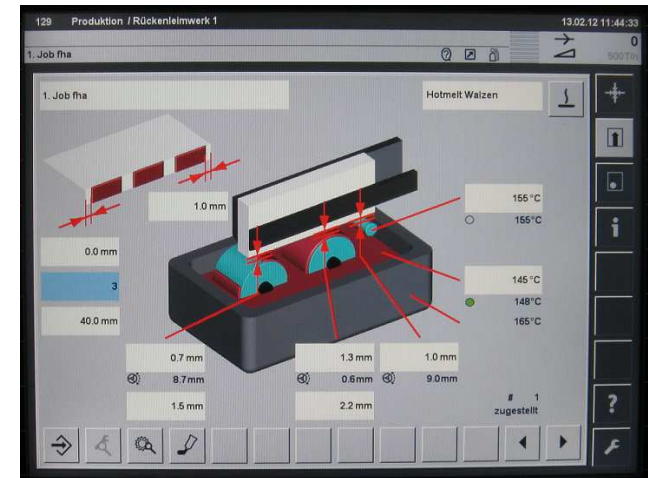 129 Produktion / Rückenleimwerk 1 13.02.12 11:44:33
1. Job fha 0
500T/h
1. Job fha Hotmelt Walzen
1.0 mm 155 °C
155°C
0.0 mm
3 145 °C
148°C
40.0 mm 165°C
0.7 mm 1.3 mm 1.0 mm
8.7mm 0.6mm 9.0mm
1.5 mm 2.2 mm # 1
zugestellt
i
?